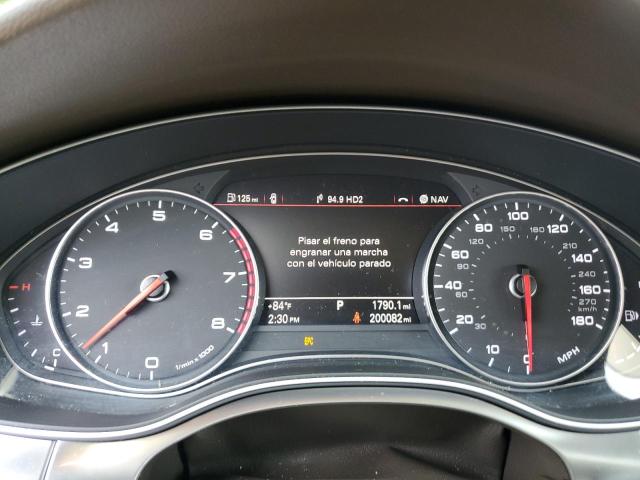 125 mi 94.9 HD2 NAV
Pisar el freno para
engranar una marcha
con el vehículo parado
+84°F P 1790.1 mi
2:30 PM 200082 mi
EPC
0 1 2 3 4 5 6 7 8
1/min x 1000
H
C
0 10 20 40 60 80 100 120 140 160 180
30 60 90 120 150 180 210 240 270
km/h
MPH